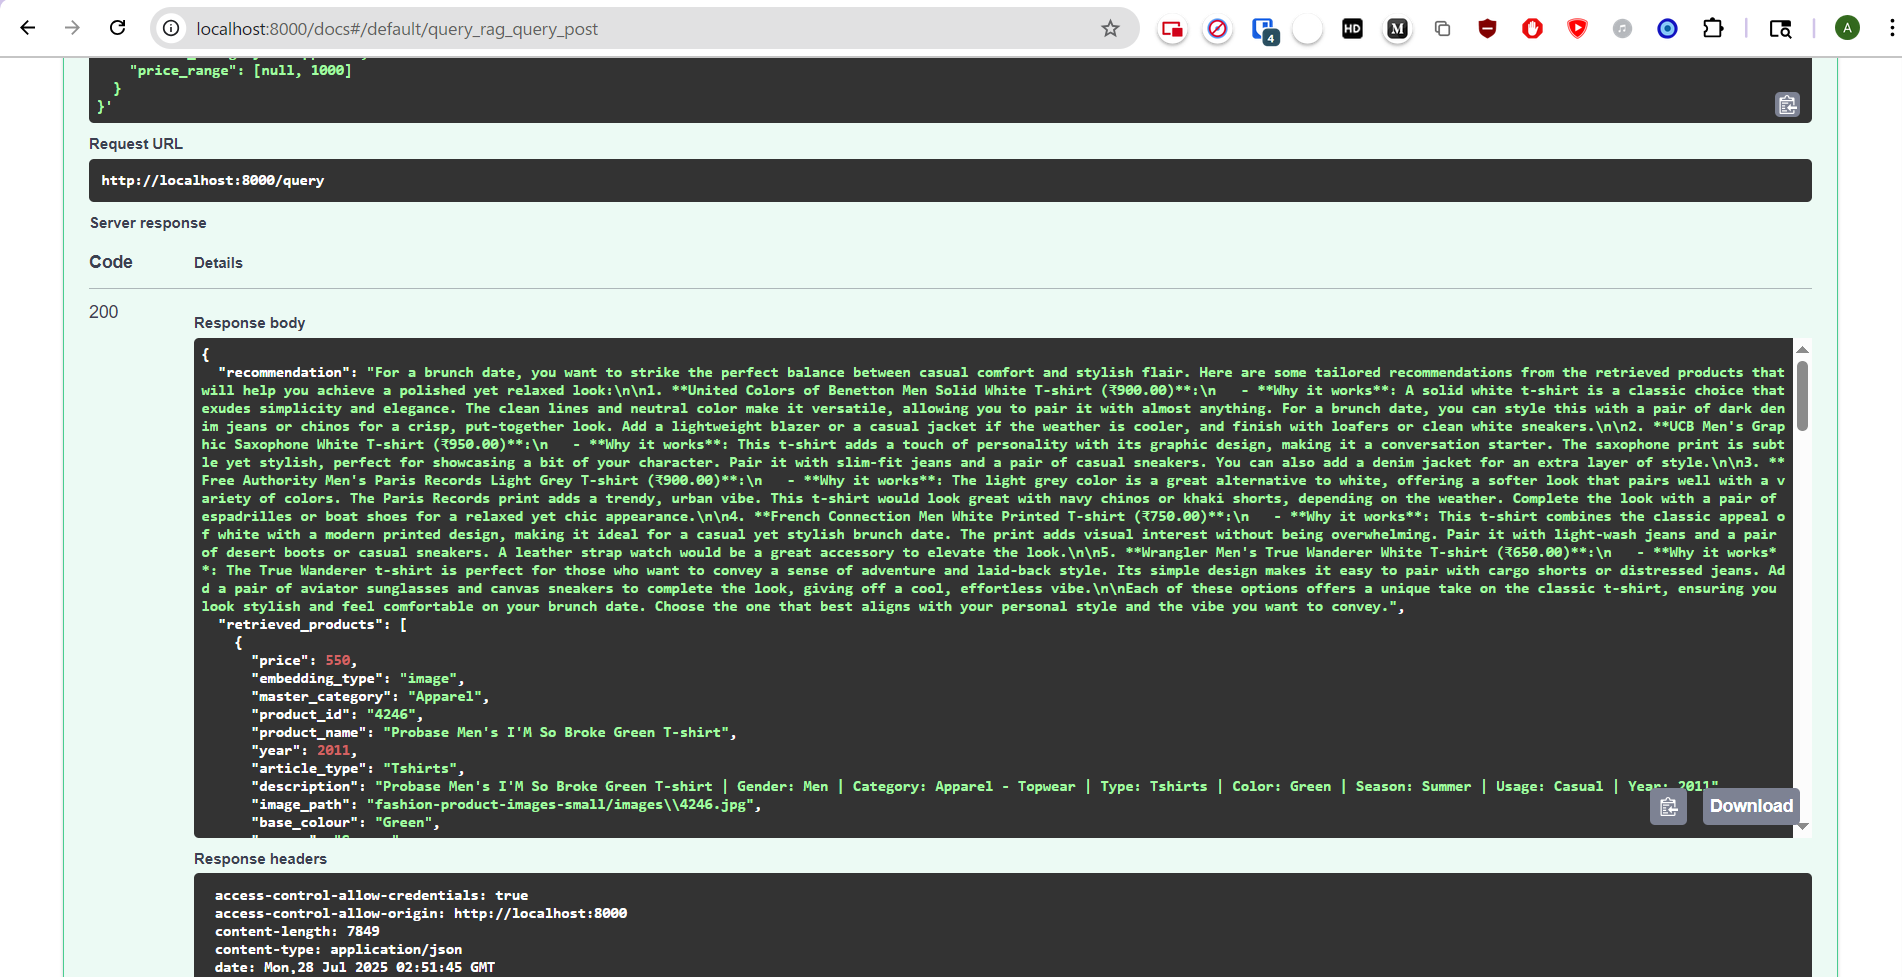 localhost:8000/docs#/default/query_rag_query_post
HD
M
4
A
"price_range": [null, 1000]
}
}'
Request URL
http://localhost:8000/query
Server response
Code
Details
200
Response body
{
"recommendation": "For a brunch date, you want to strike the perfect balance between casual comfort and stylish flair. Here are some tailored recommendations from the retrieved products that
will help you achieve a polished yet relaxed look:\n\n1. **United Colors of Benetton Men Solid White T-shirt (₹900.00)**:\n   - **Why it works**: A solid white t-shirt is a classic choice that
exudes simplicity and elegance. The clean lines and neutral color make it versatile, allowing you to pair it with almost anything. For a brunch date, you can style this with a pair of dark den
im jeans or chinos for a crisp, put-together look. Add a lightweight blazer or a casual jacket if the weather is cooler, and finish with loafers or clean white sneakers.\n\n2. **UCB Men's Grap
hic Saxophone White T-shirt (₹950.00)**:\n   - **Why it works**: This t-shirt adds a touch of personality with its graphic design, making it a conversation starter. The saxophone print is subt
le yet stylish, perfect for showcasing a bit of your character. Pair it with slim-fit jeans and a pair of casual sneakers. You can also add a denim jacket for an extra layer of style.\n\n3. **
Free Authority Men's Paris Records Light Grey T-shirt (₹900.00)**:\n   - **Why it works**: The light grey color is a great alternative to white, offering a softer look that pairs well with a v
ariety of colors. The Paris Records print adds a trendy, urban vibe. This t-shirt would look great with navy chinos or khaki shorts, depending on the weather. Complete the look with a pair of
espadrilles or boat shoes for a relaxed yet chic appearance.\n\n4. **French Connection Men White Printed T-shirt (₹750.00)**:\n   - **Why it works**: This t-shirt combines the classic appeal o
f white with a modern printed design, making it ideal for a casual yet stylish brunch date. The print adds visual interest without being overwhelming. Pair it with light-wash jeans and a pair
of desert boots or casual sneakers. A leather strap watch would be a great accessory to elevate the look.\n\n5. **Wrangler Men's True Wanderer White T-shirt (₹650.00)**:\n   - **Why it works*
*: The True Wanderer t-shirt is perfect for those who want to convey a sense of adventure and laid-back style. Its simple design makes it easy to pair with cargo shorts or distressed jeans. Ad
d a pair of aviator sunglasses and canvas sneakers to complete the look, giving off a cool, effortless vibe.\n\nEach of these options offers a unique take on the classic t-shirt, ensuring you
look stylish and feel comfortable on your brunch date. Choose the one that best aligns with your personal style and the vibe you want to convey.",
"retrieved_products": [
{
"price": 550,
"embedding_type": "image",
"master_category": "Apparel",
"product_id": "4246",
"product_name": "Probase Men's I'M So Broke Green T-shirt",
"year": 2011,
"article_type": "Tshirts",
"description": "Probase Men's I'M So Broke Green T-shirt | Gender: Men | Category: Apparel - Topwear | Type: Tshirts | Color: Green | Season: Summer | Usage: Casual | Year: 2011"
"image_path": "fashion-product-images-small/images\\4246.jpg",
"base_colour": "Green",
Download
Response headers
access-control-allow-credentials: true
access-control-allow-origin: http://localhost:8000
content-length: 7849
content-type: application/json
date: Mon,28 Jul 2025 02:51:45 GMT